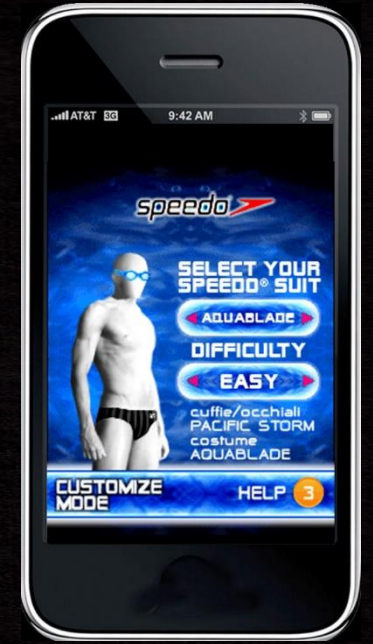 AT&T 3G 9:42 AM
speedo
SELECT YOUR
SPEEDO® SUIT
AQUABLADE
DIFFICULTY
EASY
cuffie/occhiali
PACIFIC STORM
costume
AQUABLADE
CUSTOMIZE
MODE
HELP 3